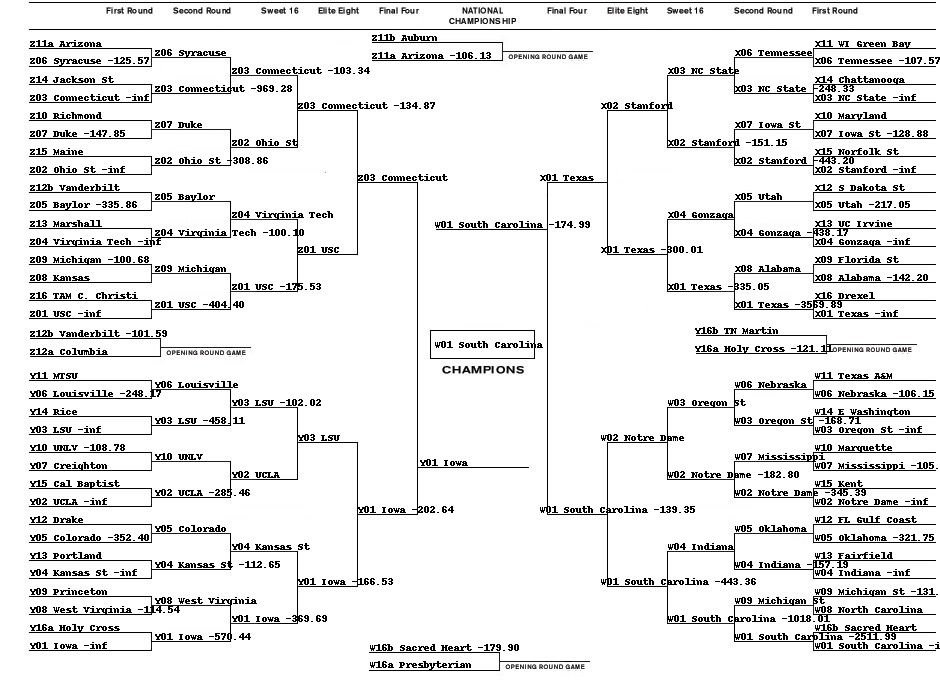 First Round Second Round Sweet 16 Elite Eight Final Four NATIONAL CHAMPIONSHIP Final Four Elite Eight Sweet 16 Second Round First Round
Z11b Auburn
Z11a Arizona -106.13
OPENING ROUND GAME
Z11a Arizona
Z06 Syracuse -125.57
Z14 Jackson St
Z03 Connecticut -inf
Z10 Richmond
Z07 Duke -147.85
Z15 Maine
Z02 Ohio St -inf
Z12b Vanderbilt
Z05 Baylor -335.86
Z13 Marshall
Z04 Virginia Tech -inf
Z09 Michigan -100.68
Z08 Kansas
Z16 TAM C. Christi
Z01 USC -inf
Z12b Vanderbilt -101.59
Z12a Columbia
OPENING ROUND GAME
Z06 Syracuse
Z03 Connecticut -969.28
Z07 Duke
Z02 Ohio St -308.86
Z05 Baylor
Z04 Virginia Tech -100.10
Z09 Michigan
Z01 USC -404.40
Z03 Connecticut -103.34
Z02 Ohio St
Z04 Virginia Tech
Z01 USC -175.53
Z03 Connecticut -134.87
Z01 USC
Z03 Connecticut
Y11 MTSU
Y06 Louisville -248.17
Y14 Rice
Y03 LSU -inf
Y10 UNLV -108.78
Y07 Creighton
Y15 Cal Baptist
Y02 UCLA -inf
Y12 Drake
Y05 Colorado -352.40
Y13 Portland
Y04 Kansas St -inf
Y09 Princeton
Y08 West Virginia -114.54
Y16a Holy Cross
Y01 Iowa -inf
Y06 Louisville
Y03 LSU -458.11
Y10 UNLV
Y02 UCLA -285.46
Y05 Colorado
Y04 Kansas St -112.65
Y08 West Virginia
Y01 Iowa -570.44
Y03 LSU -102.02
Y02 UCLA
Y04 Kansas St
Y01 Iowa -369.69
Y03 LSU
Y01 Iowa -166.53
Y01 Iowa -202.64
W01 South Carolina -174.99
W01 South Carolina
CHAMPIONS
Y01 Iowa
W16b Sacred Heart -179.90
W16a Presbyterian
OPENING ROUND GAME
X01 Texas
W01 South Carolina -139.35
X02 Stanford
X01 Texas -300.01
X03 NC State
X02 Stanford -151.15
X04 Gonzaga
X01 Texas -335.05
X06 Tennessee
X03 NC State -248.33
X07 Iowa St
X02 Stanford -443.20
X05 Utah
X04 Gonzaga -438.17
X08 Alabama
X01 Texas -3569.89
X11 WI Green Bay
X06 Tennessee -107.57
X14 Chattanooga
X03 NC State -inf
X10 Maryland
X07 Iowa St -128.88
X15 Norfolk St
X02 Stanford -inf
X12 S Dakota St
X05 Utah -217.05
X13 UC Irvine
X04 Gonzaga -inf
X09 Florida St
X08 Alabama -142.20
X16 Drexel
X01 Texas -inf
Y16b TN Martin
Y16a Holy Cross -121.11
OPENING ROUND GAME
W02 Notre Dame
W01 South Carolina -443.36
W03 Oregon St
W02 Notre Dame -182.80
W04 Indiana
W01 South Carolina -1018.01
W06 Nebraska
W03 Oregon St -168.71
W07 Mississippi
W02 Notre Dame -345.39
W05 Oklahoma
W04 Indiana -157.19
W09 Michigan St
W01 South Carolina -2511.99
W11 Texas A&M
W06 Nebraska -106.15
W14 E Washington
W03 Oregon St -inf
W10 Marquette
W07 Mississippi -105.
W15 Kent
W02 Notre Dame -inf
W12 FL Gulf Coast
W05 Oklahoma -321.75
W13 Fairfield
W04 Indiana -inf
W09 Michigan St -131.
W08 North Carolina
W16b Sacred Heart
W01 South Carolina -i